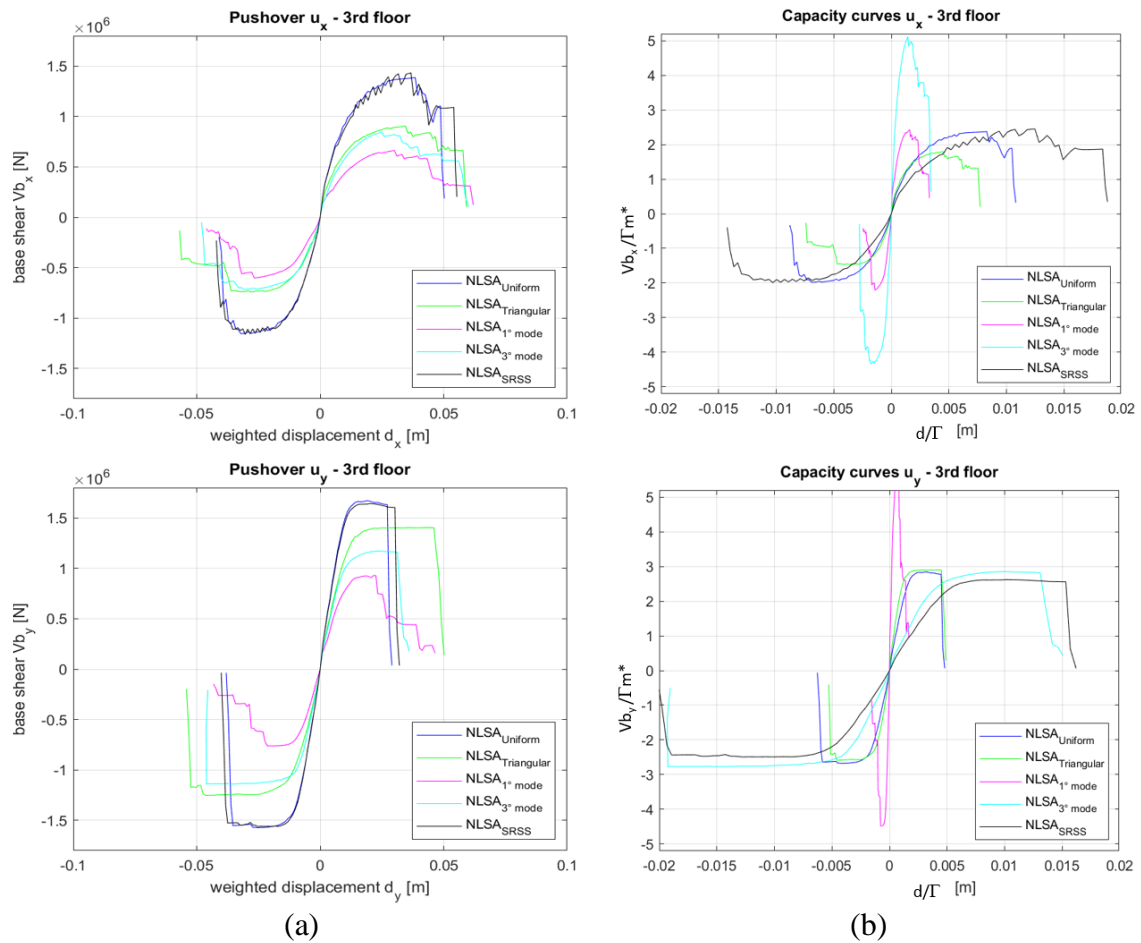 Pushover u_x - 3rd floor
×10^6
1.5
1
0.5
0
-0.5
-1
-1.5
base shear Vb_x [N]
-0.1 -0.05 0 0.05 0.1
weighted displacement d_x [m]
NLSA_Uniform
NLSA_Triangular
NLSA_1° mode
NLSA_3° mode
NLSA_SRSS
Capacity curves u_x - 3rd floor
5
4
3
2
1
0
-1
-2
-3
-4
-5
Vb_x/Γm*
-0.02 -0.015 -0.01 -0.005 0 0.005 0.01 0.015 0.02
d/Γ [m]
NLSA_Uniform
NLSA_Triangular
NLSA_1° mode
NLSA_3° mode
NLSA_SRSS
Pushover u_y - 3rd floor
×10^6
1.5
1
0.5
0
-0.5
-1
-1.5
base shear Vb_y [N]
-0.1 -0.05 0 0.05 0.1
weighted displacement d_y [m]
NLSA_Uniform
NLSA_Triangular
NLSA_1° mode
NLSA_3° mode
NLSA_SRSS
Capacity curves u_y - 3rd floor
5
4
3
2
1
0
-1
-2
-3
-4
-5
Vb_y/Γm*
-0.02 -0.015 -0.01 -0.005 0 0.005 0.01 0.015 0.02
d/Γ [m]
NLSA_Uniform
NLSA_Triangular
NLSA_1° mode
NLSA_3° mode
NLSA_SRSS
(a) (b)